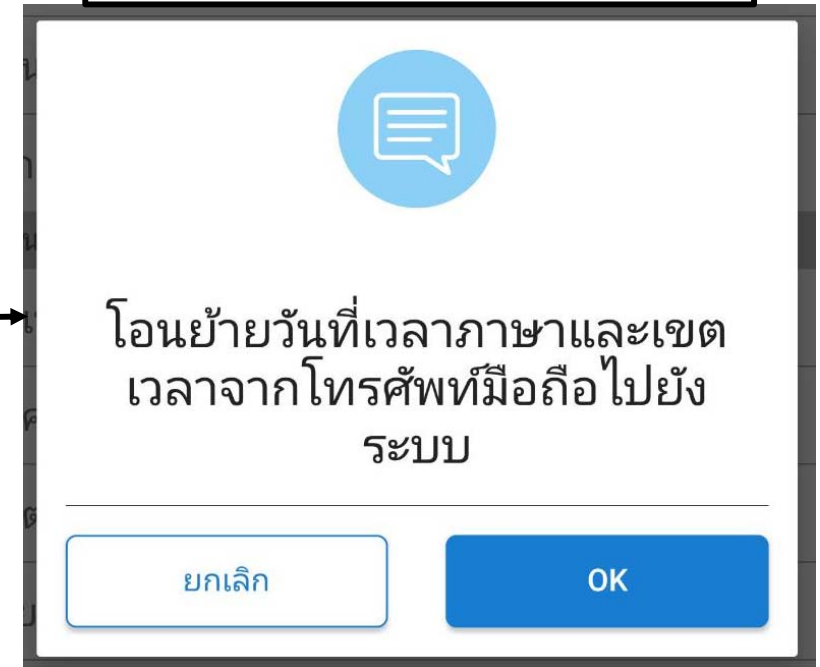 โอนย้ายวันที่เวลาภาษาและเขต
เวลาจากโทรศัพท์มือถือไปยัง
ระบบ
ยกเลิก
OK